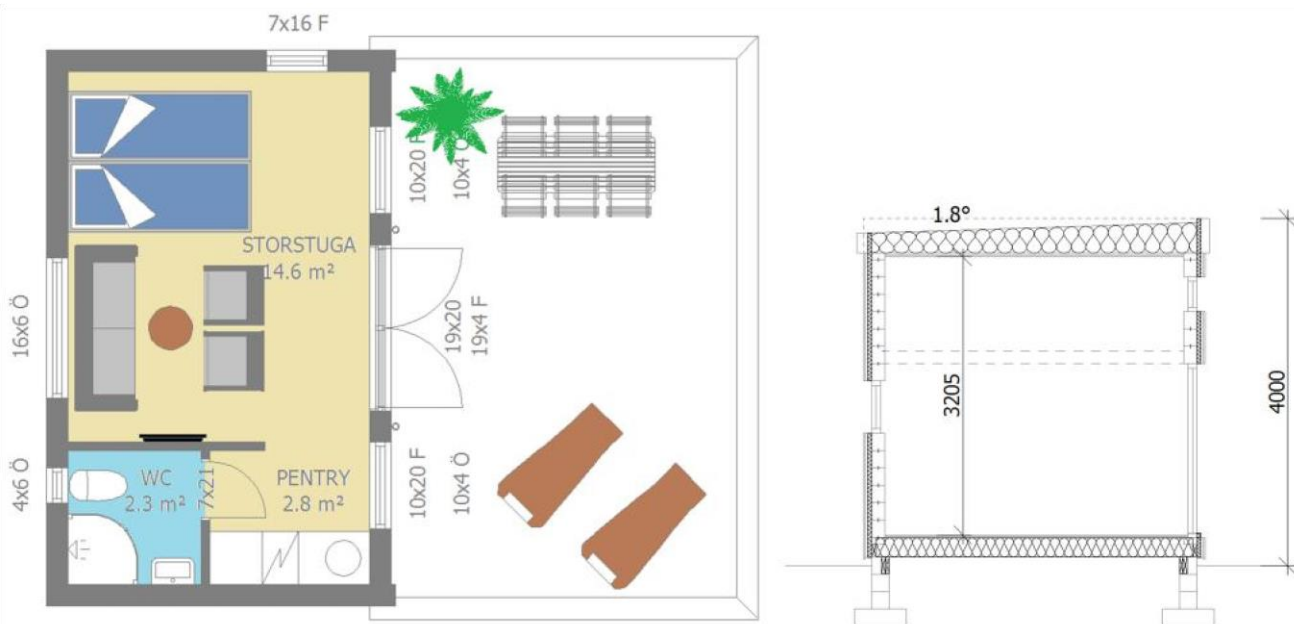 7x16 F
10x20 F
10x4 Ö
STORSTUGA
14.6 m²
16x6 Ö
19x20
19x4 F
4x6 Ö
WC
2.3 m²
7x21
PENTRY
2.8 m²
10x20 F
10x4 Ö
1.8°
3205
4000